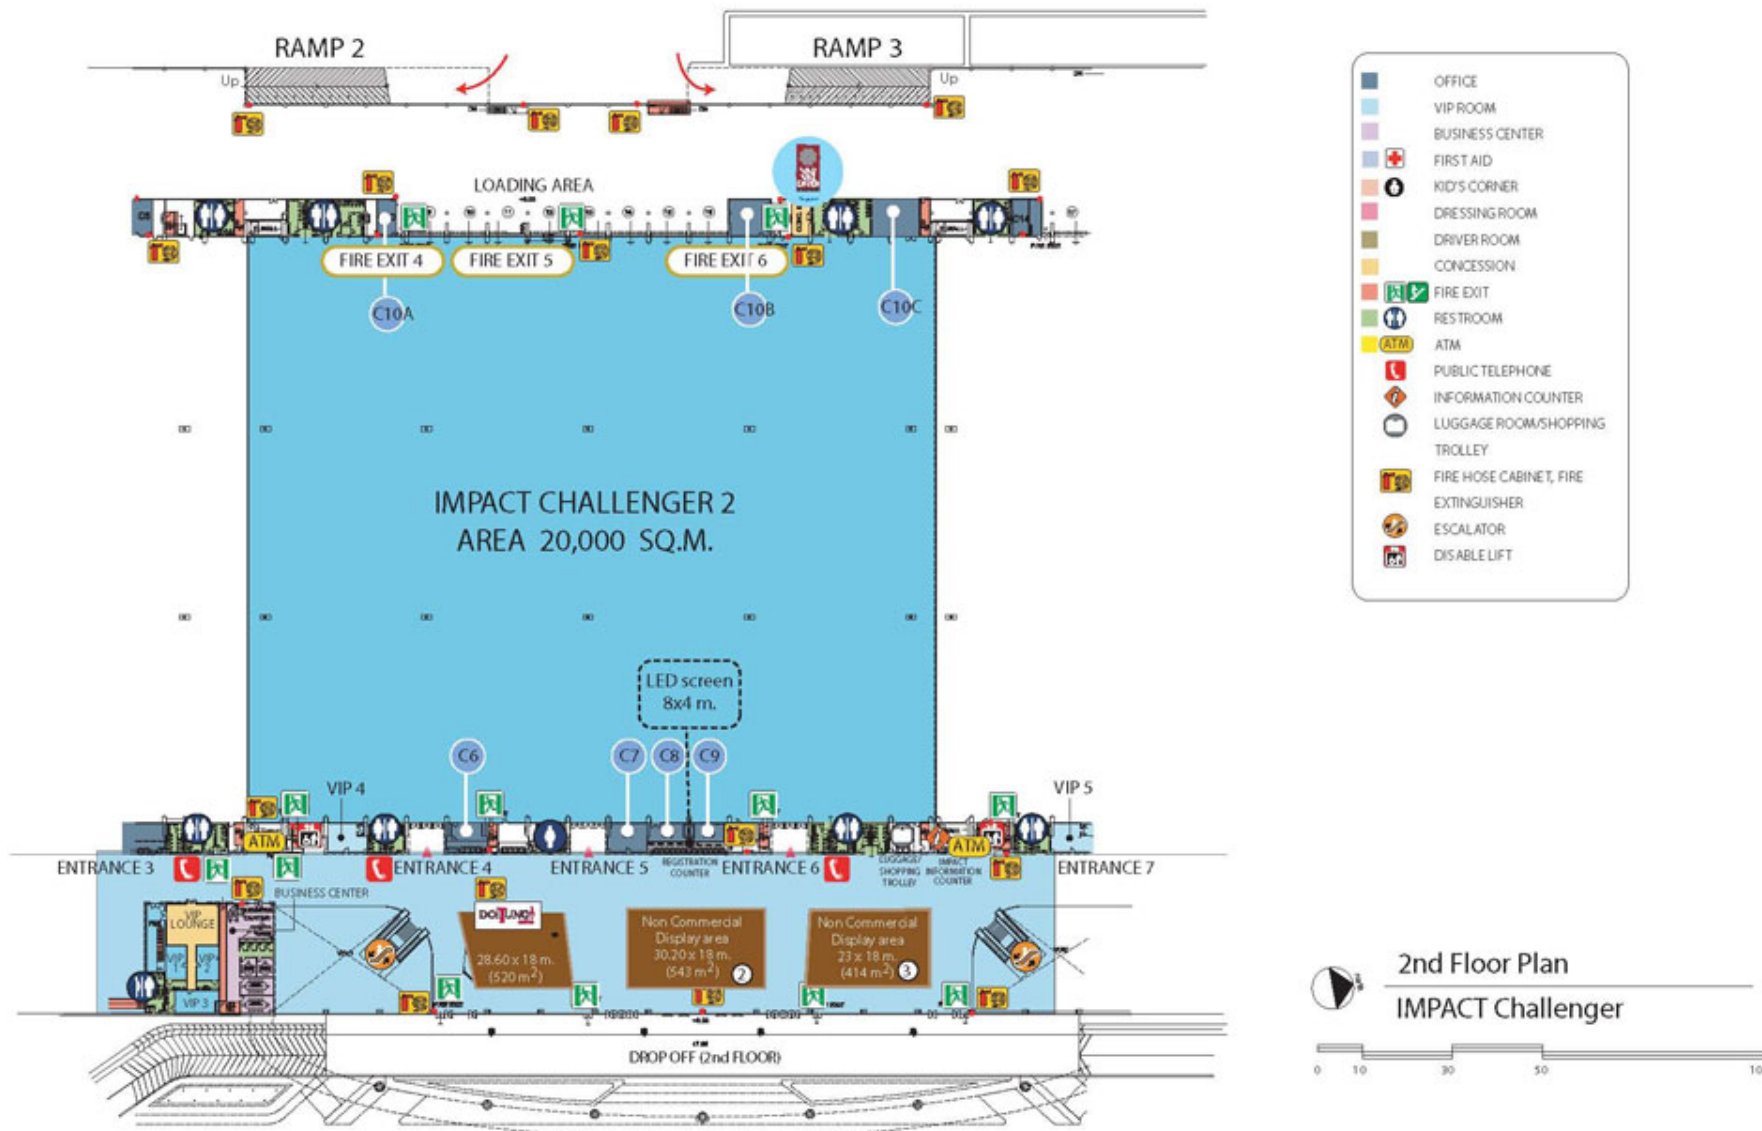 RAMP 2
RAMP 3
Up
Up
LOADING AREA
FIRE EXIT 4
FIRE EXIT 5
FIRE EXIT 6
C10A
C10B
C10C
IMPACT CHALLENGER 2
AREA 20,000 SQ.M.
LED screen
8x4 m.
C6
C7
C8
C9
VIP 4
VIP 5
ATM
ATM
ENTRANCE 3
ENTRANCE 4
ENTRANCE 5
REGISTRATION
COUNTER
ENTRANCE 6
LUGGAGE/
SHOPPING
TROLLEY
IMPACT
INFORMATION
COUNTER
ENTRANCE 7
BUSINESS CENTER
VIP
LOUNGE
VIP
1
VIP
2
VIP 3
DOITUNG
28.60 x 18 m.
(520 m2)
Non Commercial
Display area
30.20 x 18 m.
(543 m2)
2
Non Commercial
Display area
23 x 18 m.
(414 m2)
3
DROP OFF (2nd FLOOR)
OFFICE
VIP ROOM
BUSINESS CENTER
FIRST AID
KID'S CORNER
DRESSING ROOM
DRIVER ROOM
CONCESSION
FIRE EXIT
RESTROOM
ATM ATM
PUBLIC TELEPHONE
INFORMATION COUNTER
LUGGAGE ROOM/SHOPPING
TROLLEY
FIRE HOSE CABINET, FIRE
EXTINGUISHER
ESCALATOR
DISABLE LIFT
2nd Floor Plan
IMPACT Challenger
0 10 30 50